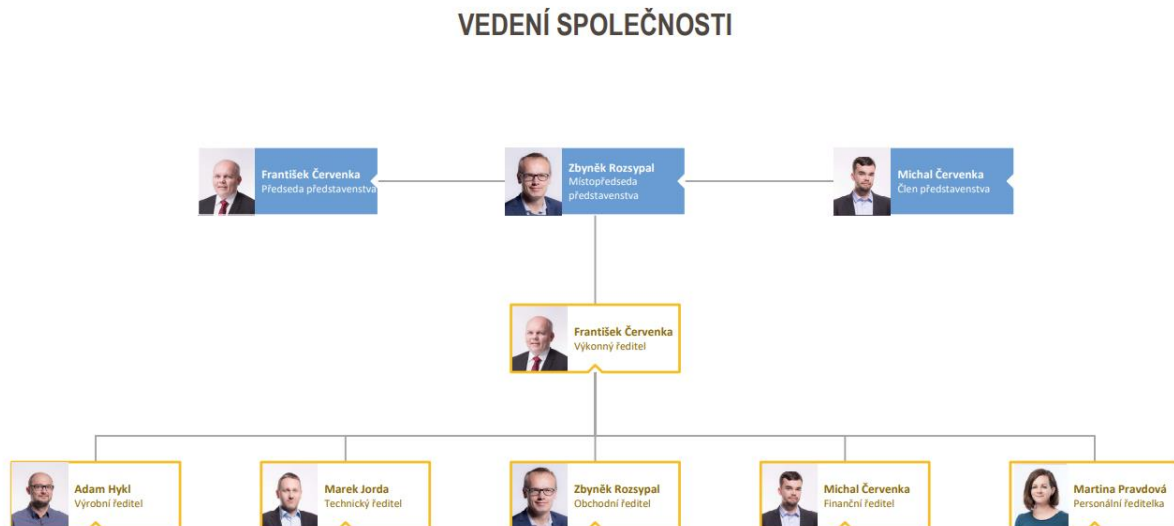 VEDENÍ SPOLEČNOSTI
František Červenka
Předseda představenstva
Zbyněk Rozsypal
Místopředseda
představenstva
Michal Červenka
Člen představenstva
František Červenka
Výkonný ředitel
Adam Hykl
Výrobní ředitel
Marek Jorda
Technický ředitel
Zbyněk Rozsypal
Obchodní ředitel
Michal Červenka
Finanční ředitel
Martina Pravdová
Personální ředitelka